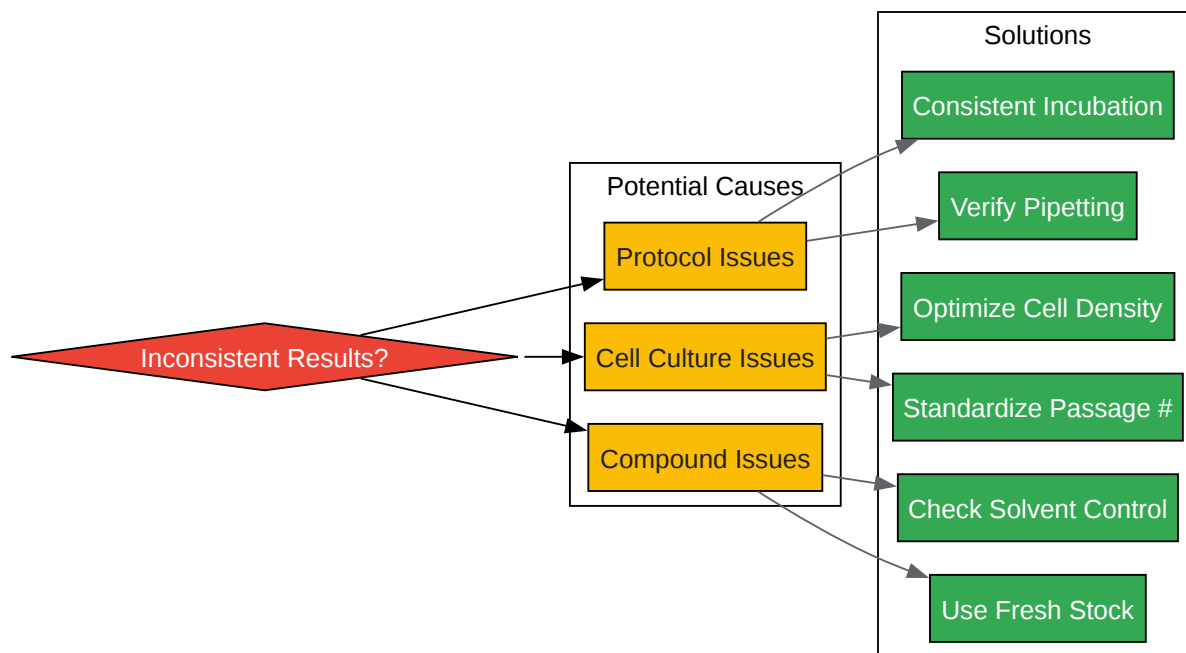 Inconsistent Results?
Potential Causes
Protocol Issues
Cell Culture Issues
Compound Issues
Solutions
Consistent Incubation
Verify Pipetting
Optimize Cell Density
Standardize Passage #
Check Solvent Control
Use Fresh Stock